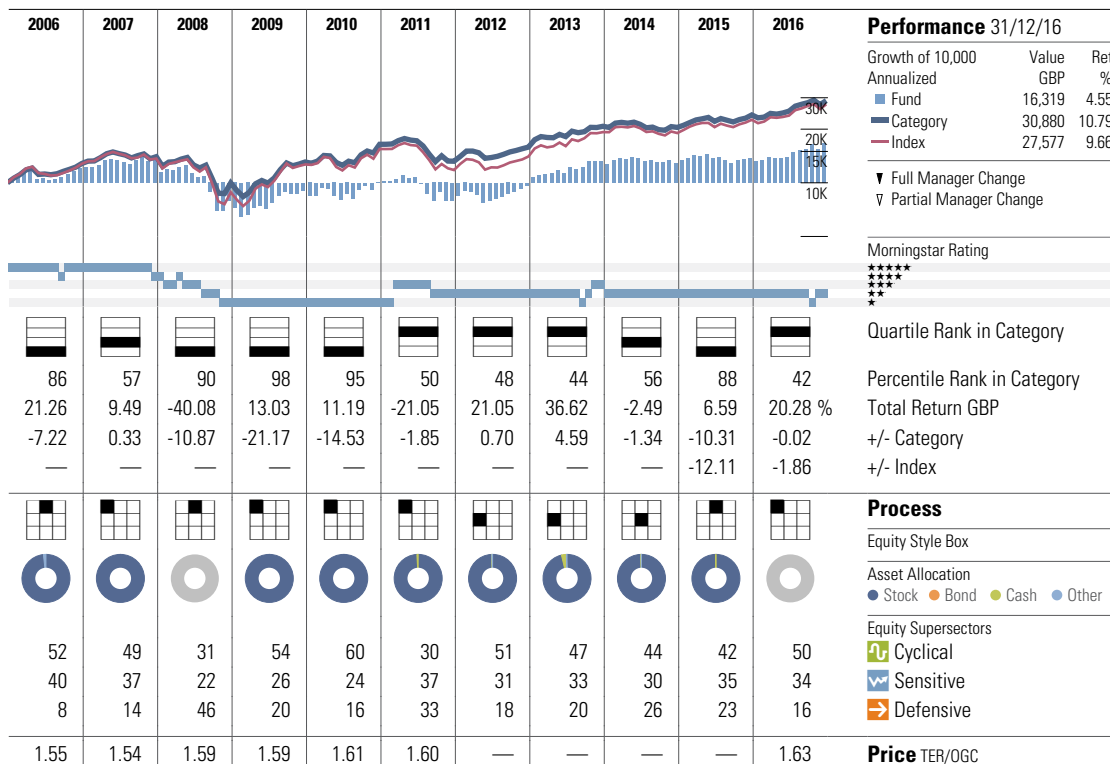 2006 2007 2008 2009 2010 2011 2012 2013 2014 2015 2016 Performance 31/12/16
Growth of 10,000 Value Ret
Annualized GBP %
Fund 16,319 4.55
Category 30,880 10.79
Index 27,577 9.66
30K
20K
15K
10K
Full Manager Change
Partial Manager Change
Morningstar Rating
★★★★★
★★★★
★★★
★★
★
Quartile Rank in Category
86 57 90 98 95 50 48 44 56 88 42 Percentile Rank in Category
21.26 9.49 -40.08 13.03 11.19 -21.05 21.05 36.62 -2.49 6.59 20.28 % Total Return GBP
-7.22 0.33 -10.87 -21.17 -14.53 -1.85 0.70 4.59 -1.34 -10.31 -0.02 +/- Category
— — — — — — — — — -12.11 -1.86 +/- Index
Process
Equity Style Box
Asset Allocation
Stock Bond Cash Other
Equity Supersectors
52 49 31 54 60 30 51 47 44 42 50 Cyclical
40 37 22 26 24 37 31 33 30 35 34 Sensitive
8 14 46 20 16 33 18 20 26 23 16 Defensive
1.55 1.54 1.59 1.59 1.61 1.60 — — — — 1.63 Price TER/OGC